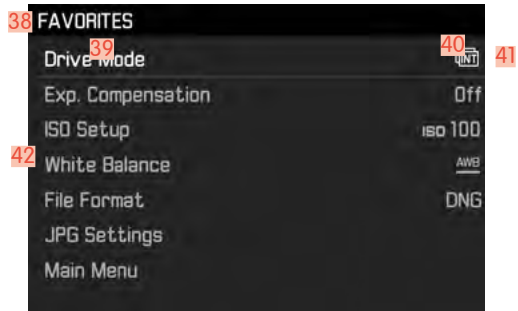 38 FAVORITES
39
Drive Mode 40 INT 41
Exp. Compensation Off
ISO Setup ISO 100
42 White Balance AWB
File Format DNG
JPG Settings
Main Menu